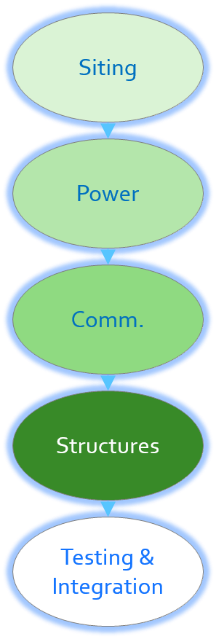 Siting
Power
Comm.
Structures
Testing &
Integration